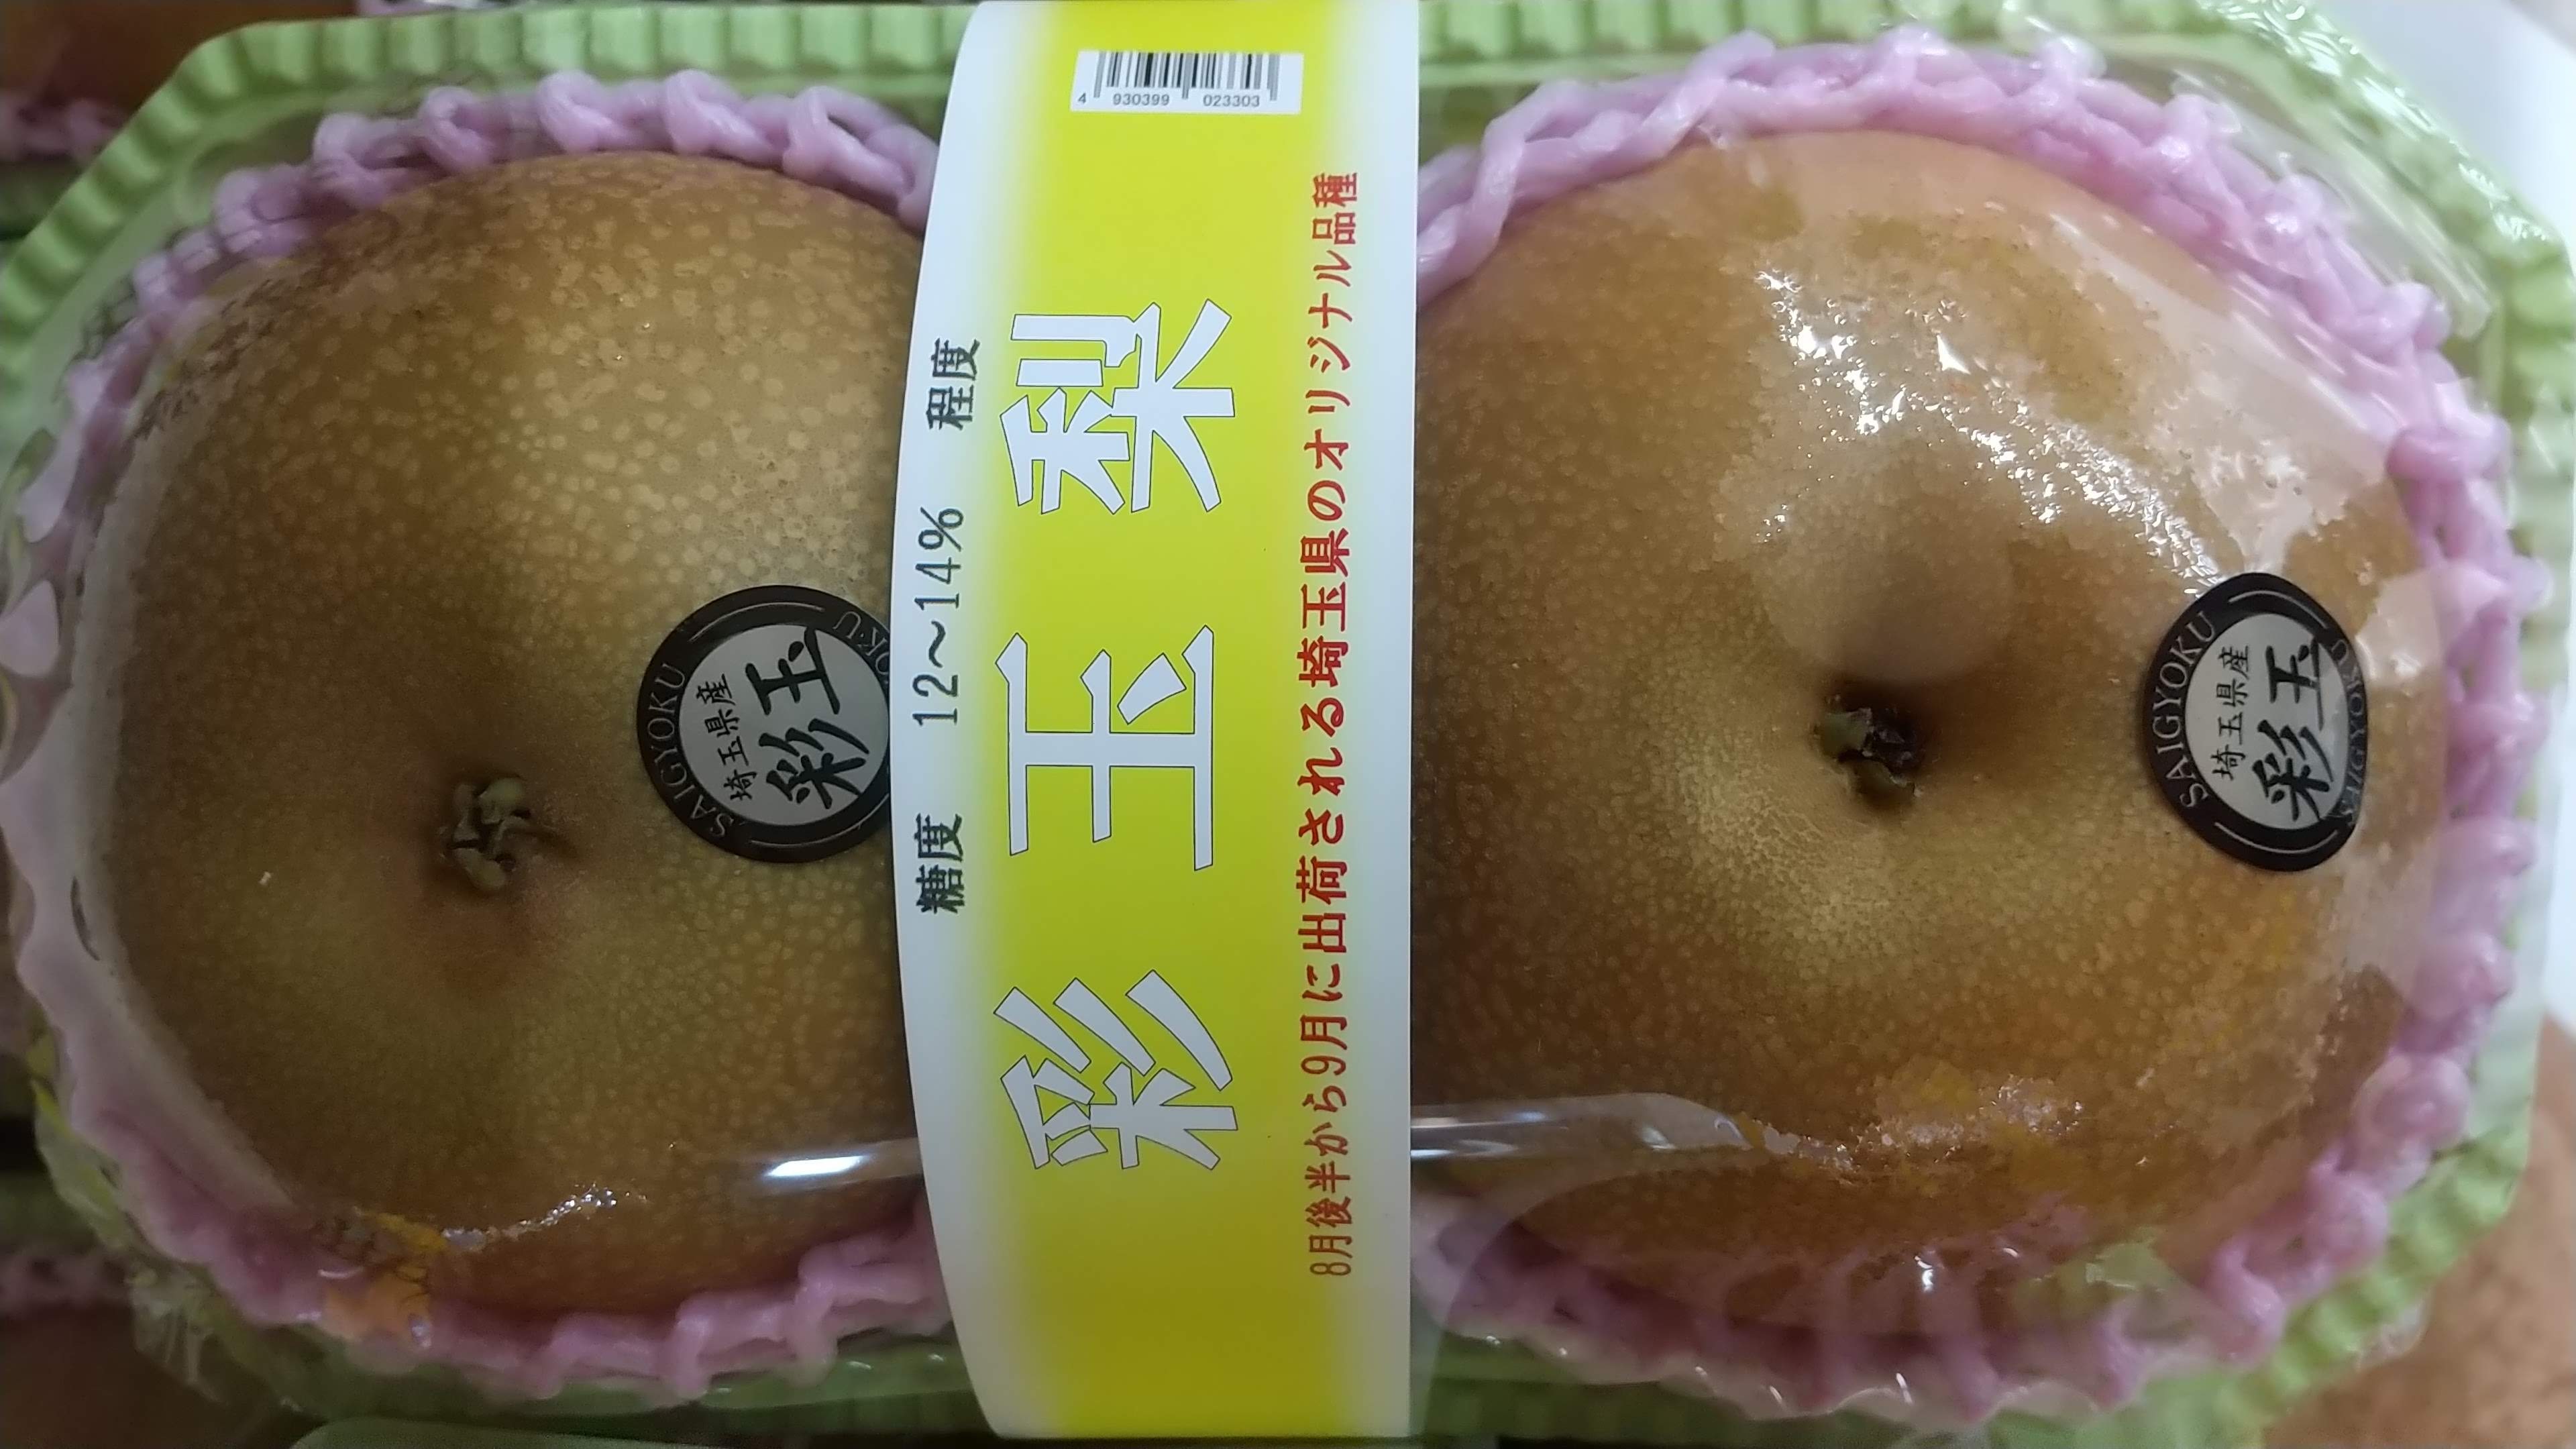 SAIGYOKU
埼玉県産
彩玉
OKU
糖度 12～14% 程度
彩玉梨
4 930399 023303
8月後半から9月に出荷される埼玉県のオリジナル品種
SAIGYOKU
埼玉県産
彩玉
SAIGYOKU